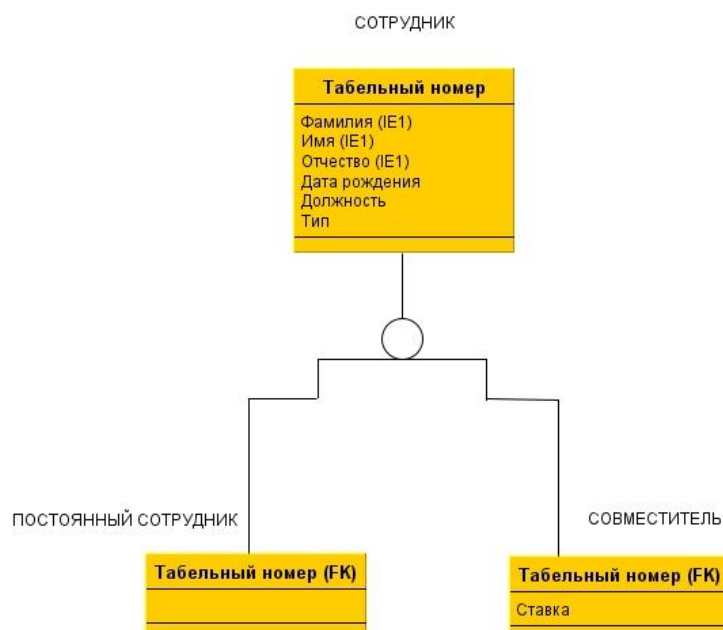 СОТРУДНИК
Табельный номер
Фамилия (IE1)
Имя (IE1)
Отчество (IE1)
Дата рождения
Должность
Тип
ПОСТОЯННЫЙ СОТРУДНИК
Табельный номер (FK)
СОВМЕСТИТЕЛЬ
Табельный номер (FK)
Ставка